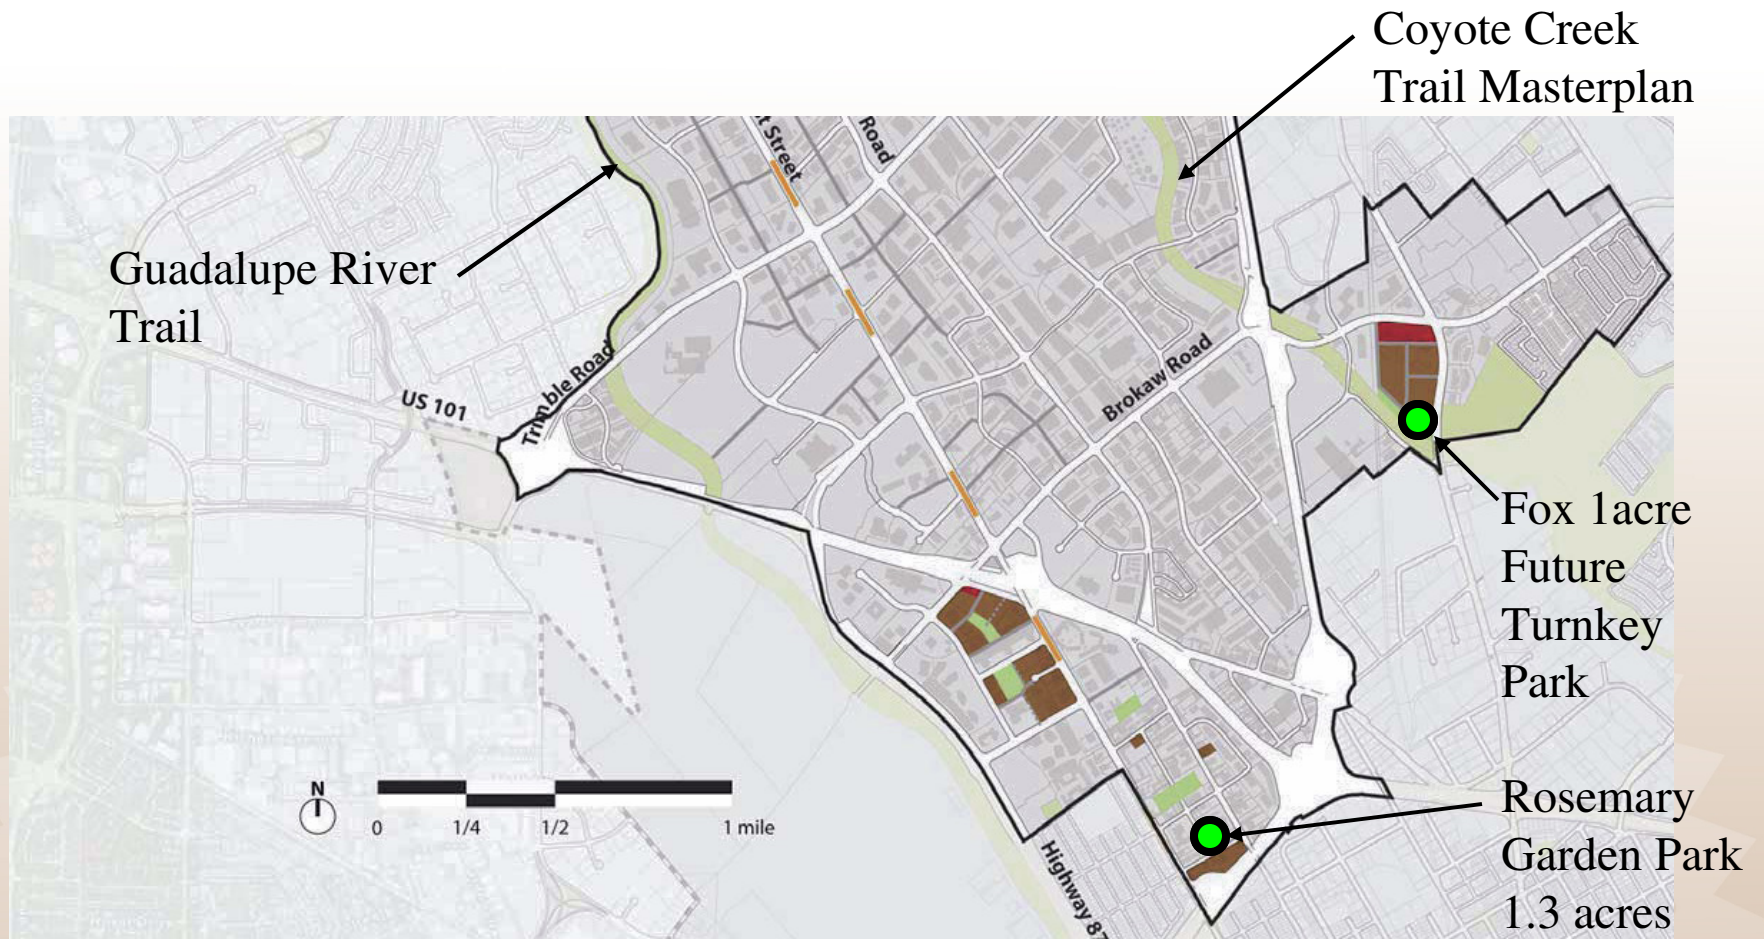 Coyote Creek
Trail Masterplan
Street
Road
Guadalupe River
Trail
US 101
Trimble Road
Brokaw Road
Fox 1acre
Future
Turnkey
Park
N
0 1/4 1/2 1 mile
Highway 87
Rosemary
Garden Park
1.3 acres